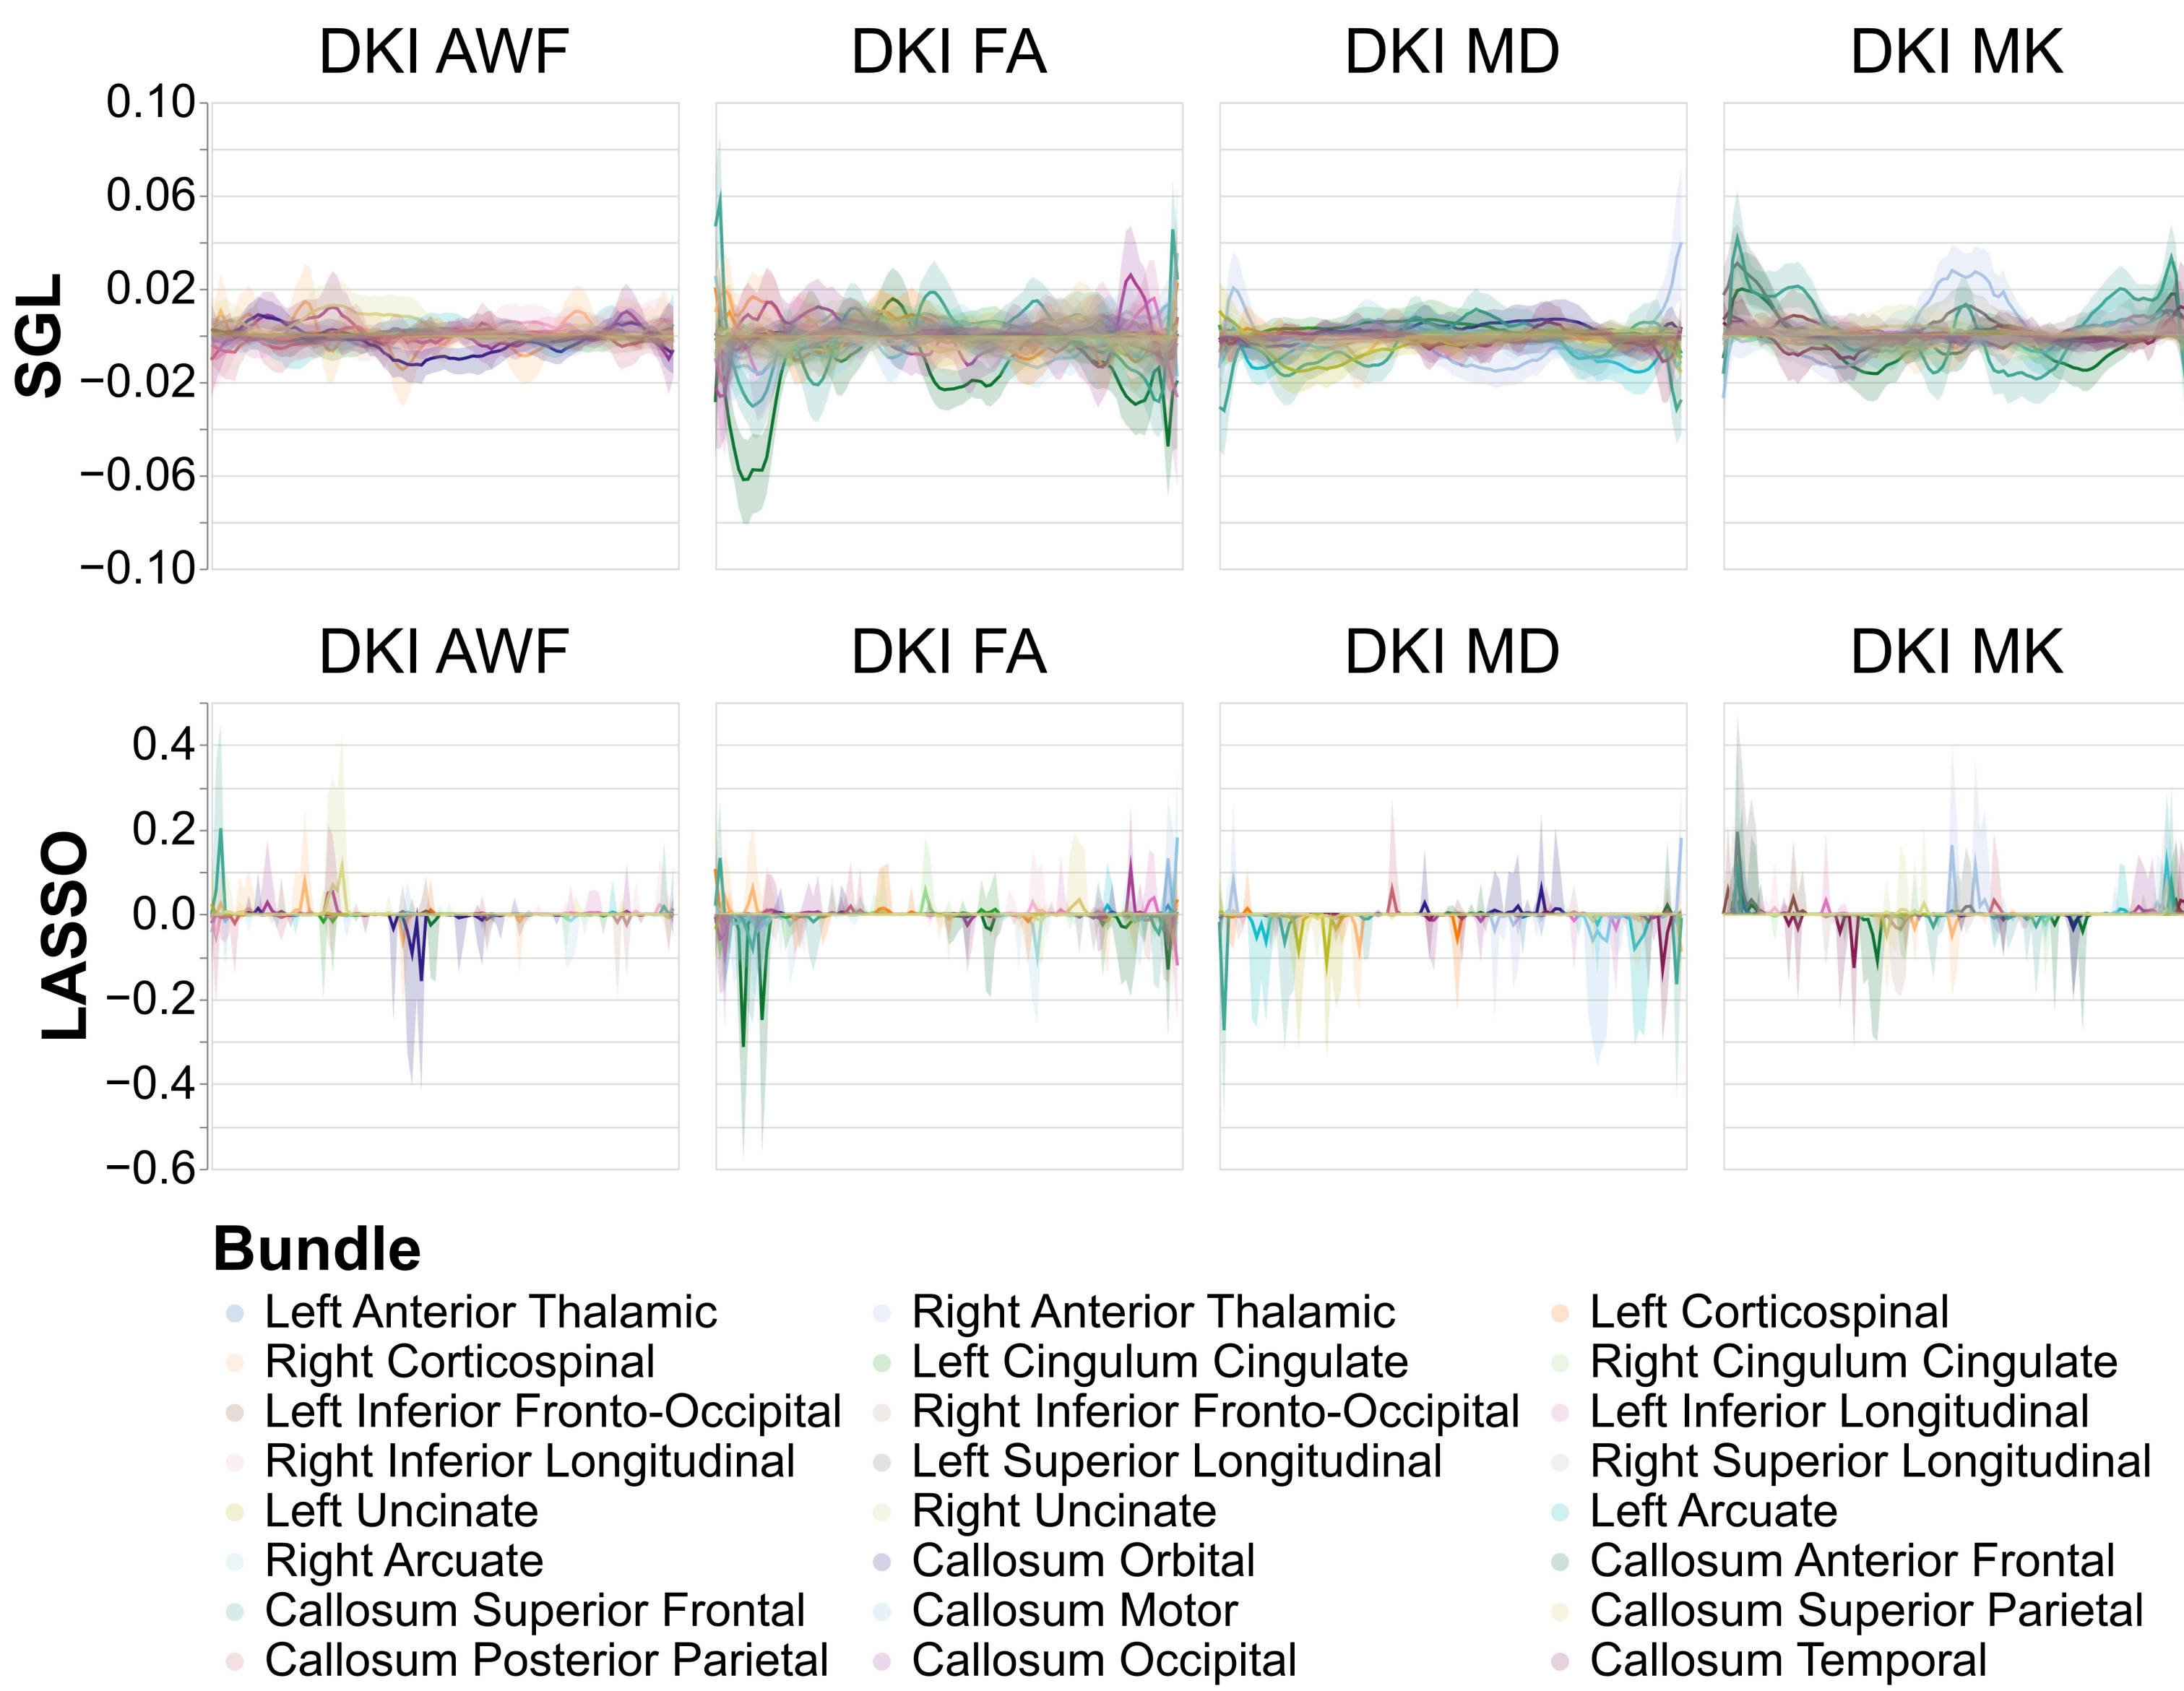 DKI AWF DKI FA DKI MD DKI MK
SGL
0.10
0.06
0.02
−0.02
−0.06
−0.10
DKI AWF DKI FA DKI MD DKI MK
LASSO
0.4
0.2
0.0
−0.2
−0.4
−0.6
Bundle
Left Anterior Thalamic Right Anterior Thalamic Left Corticospinal
Right Corticospinal Left Cingulum Cingulate Right Cingulum Cingulate
Left Inferior Fronto-Occipital Right Inferior Fronto-Occipital Left Inferior Longitudinal
Right Inferior Longitudinal Left Superior Longitudinal Right Superior Longitudinal
Left Uncinate Right Uncinate Left Arcuate
Right Arcuate Callosum Orbital Callosum Anterior Frontal
Callosum Superior Frontal Callosum Motor Callosum Superior Parietal
Callosum Posterior Parietal Callosum Occipital Callosum Temporal